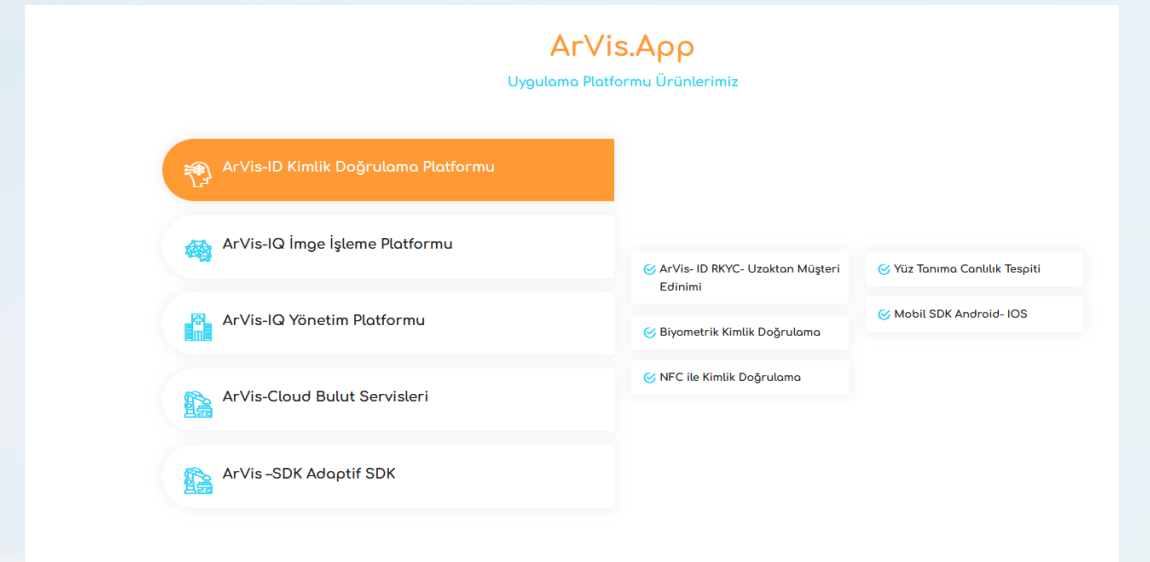 ArVis.App
Uygulama Platformu Ürünlerimiz
ArVis-ID Kimlik Doğrulama Platformu
ArVis-IQ İmge İşleme Platformu
ArVis-IQ Yönetim Platformu
ArVis-Cloud Bulut Servisleri
ArVis –SDK Adaptif SDK
ArVis- ID RKYC- Uzaktan Müşteri
Edinimi
Biyometrik Kimlik Doğrulama
NFC ile Kimlik Doğrulama
Yüz Tanıma Canlılık Tespiti
Mobil SDK Android- IOS